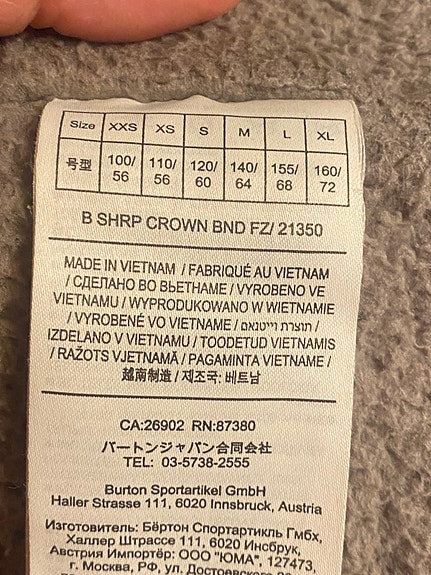 Size XXS XS S M L XL
号型 100/56 110/56 120/60 140/64 155/68 160/72
B SHRP CROWN BND FZ/ 21350
MADE IN VIETNAM / FABRIQUÉ AU VIETNAM
/ СДЕЛАНО ВО ВЬЕТНАМЕ / VYROBENO VE
VIETNAMU / WYPRODUKOWANO W WIETNAMIE
/ VYROBENÉ VO VIETNAME / תוצרת וייטנאם /
IZDELANO V VIETNAMU / TOODETUD VIETNAMIS
/ RAŽOTS VJETNAMĀ / PAGAMINTA VIETNAME /
越南制造 / 제조국: 베트남
CA:26902 RN:87380
バートンジャパン合同会社
TEL: 03-5738-2555
Burton Sportartikel GmbH
Haller Strasse 111, 6020 Innsbruck, Austria
Изготовитель: Бёртон Спортартикль Гмбх,
Халлер Штрассе 111, 6020 Иннсбрук,
Австрия Импортёр: ООО "ЮМА", 127473,
г. Москва, РФ, ул. Достоевского